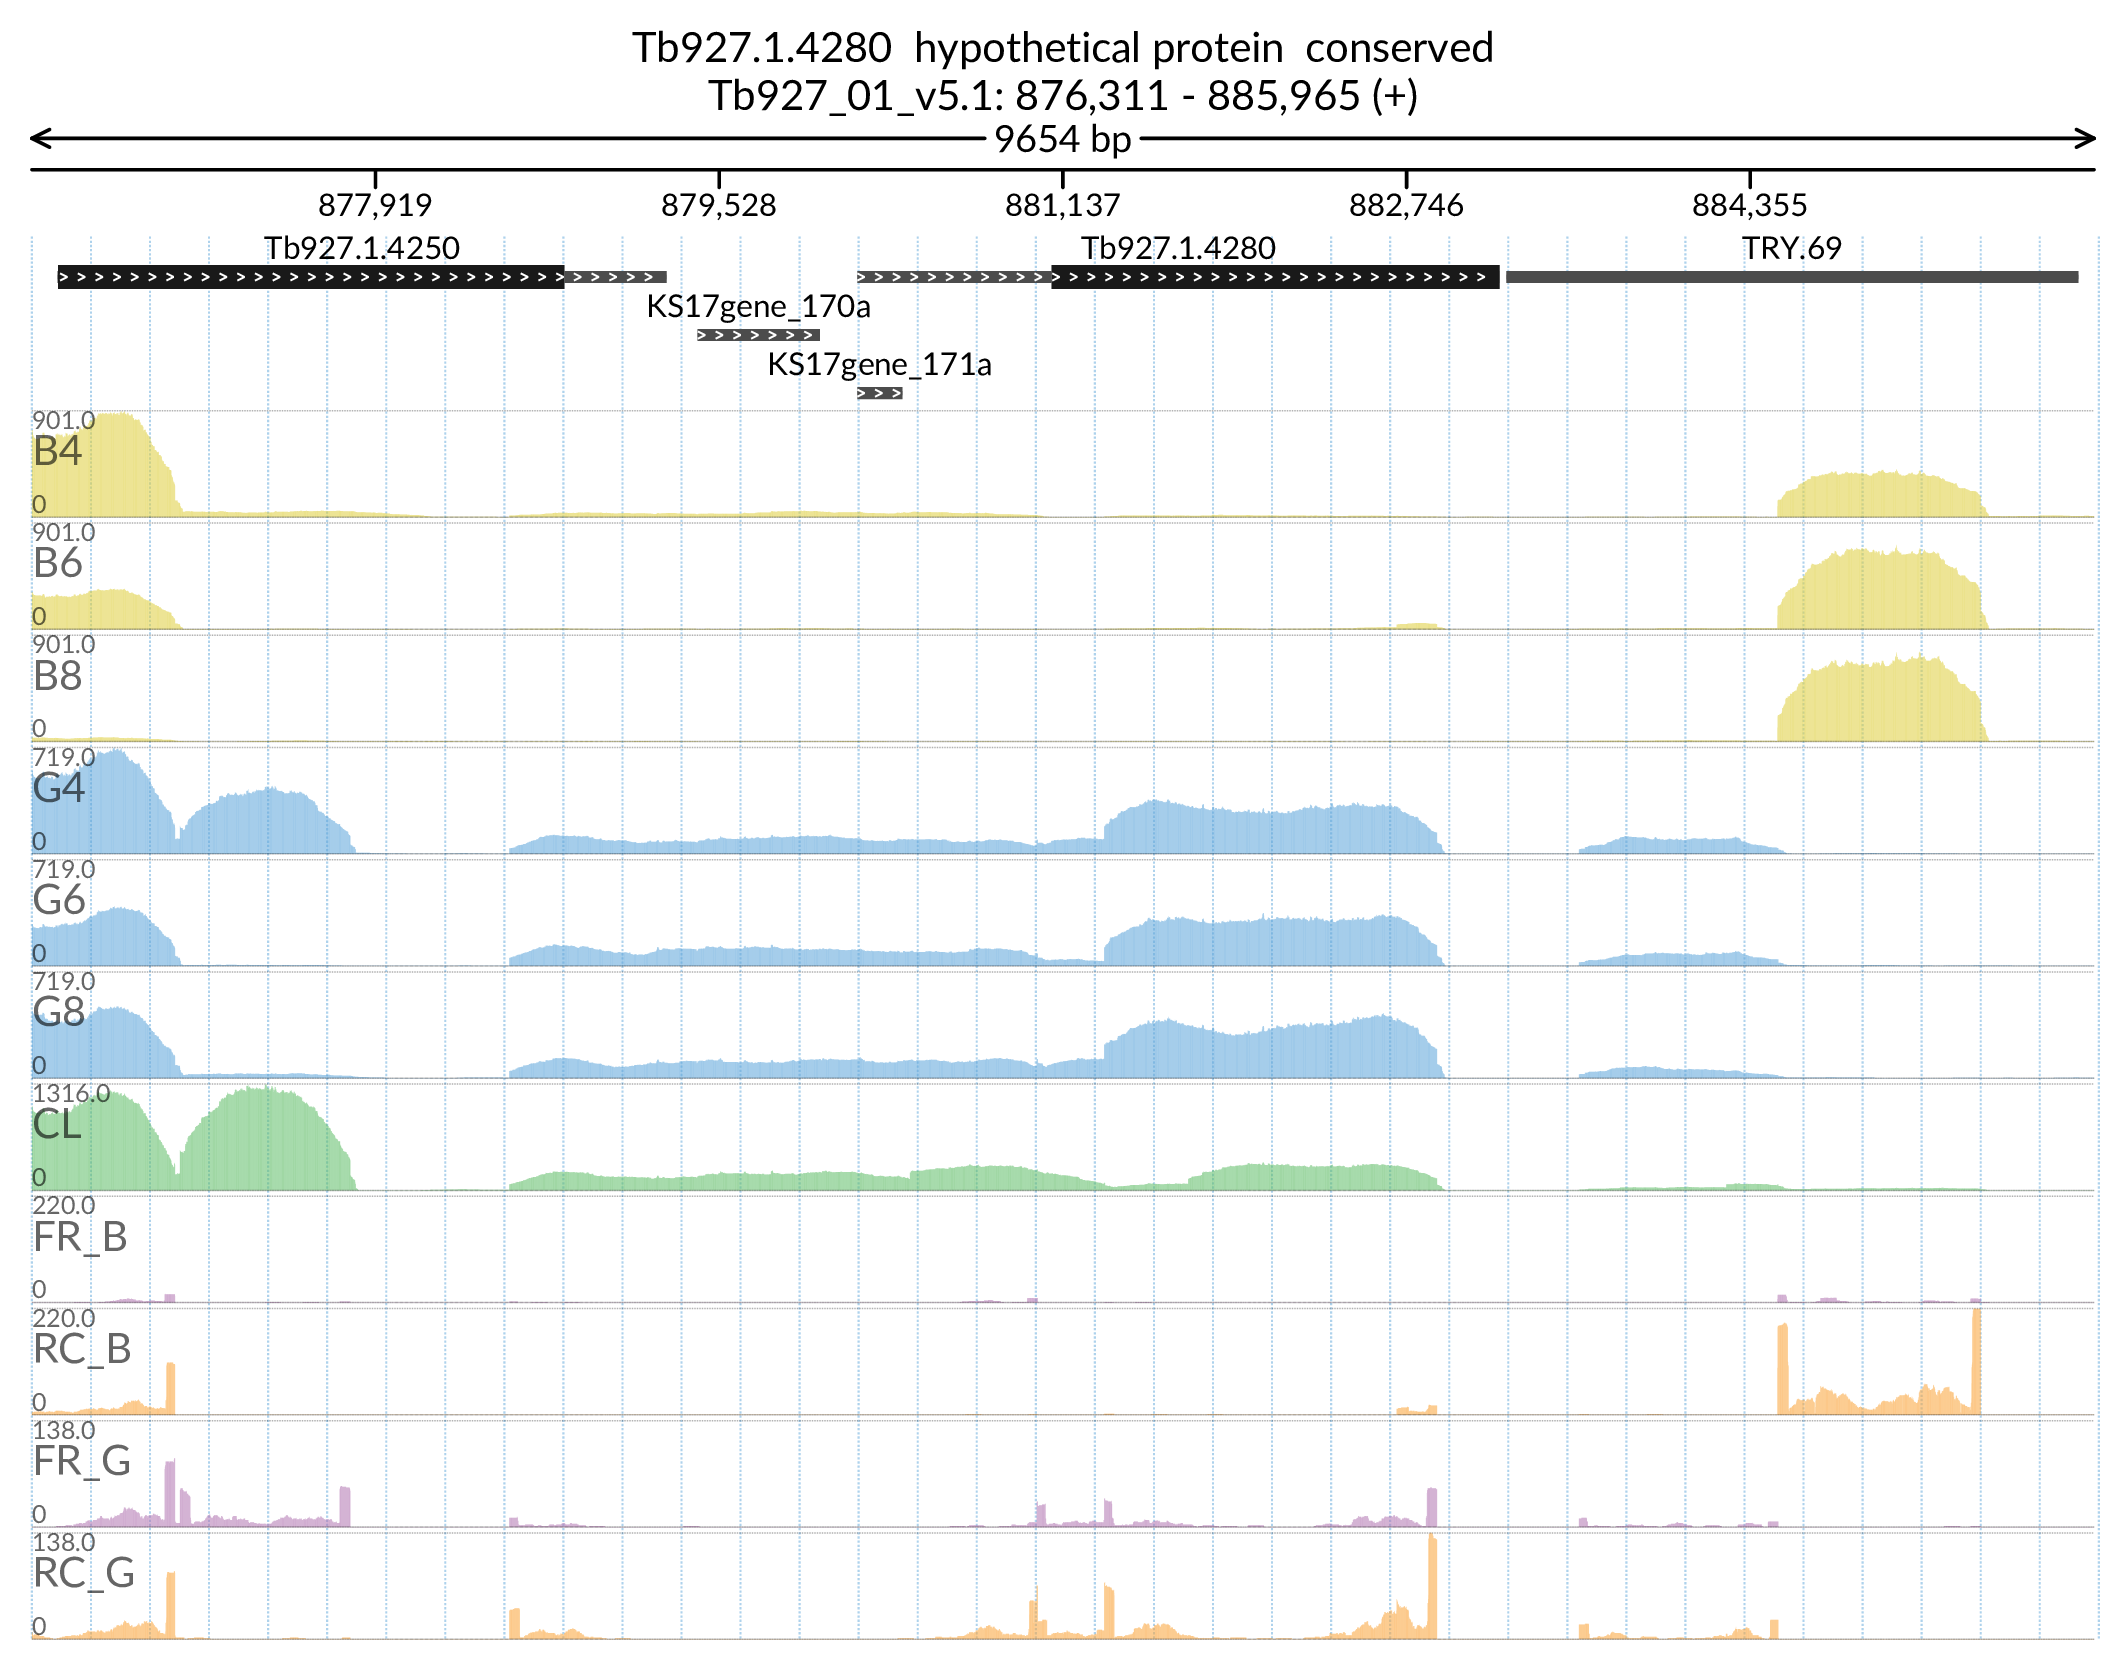 Tb927.1.4280  hypothetical protein  conserved
Tb927_01_v5.1: 876,311 - 885,965 (+)
9654 bp
877,919 879,528 881,137 882,746 884,355
Tb927.1.4250 Tb927.1.4280 TRY.69
KS17gene_170a
KS17gene_171a
901.0
B4
0
901.0
B6
0
901.0
B8
0
719.0
G4
0
719.0
G6
0
719.0
G8
0
1316.0
CL
0
220.0
FR_B
0
220.0
RC_B
0
138.0
FR_G
0
138.0
RC_G
0